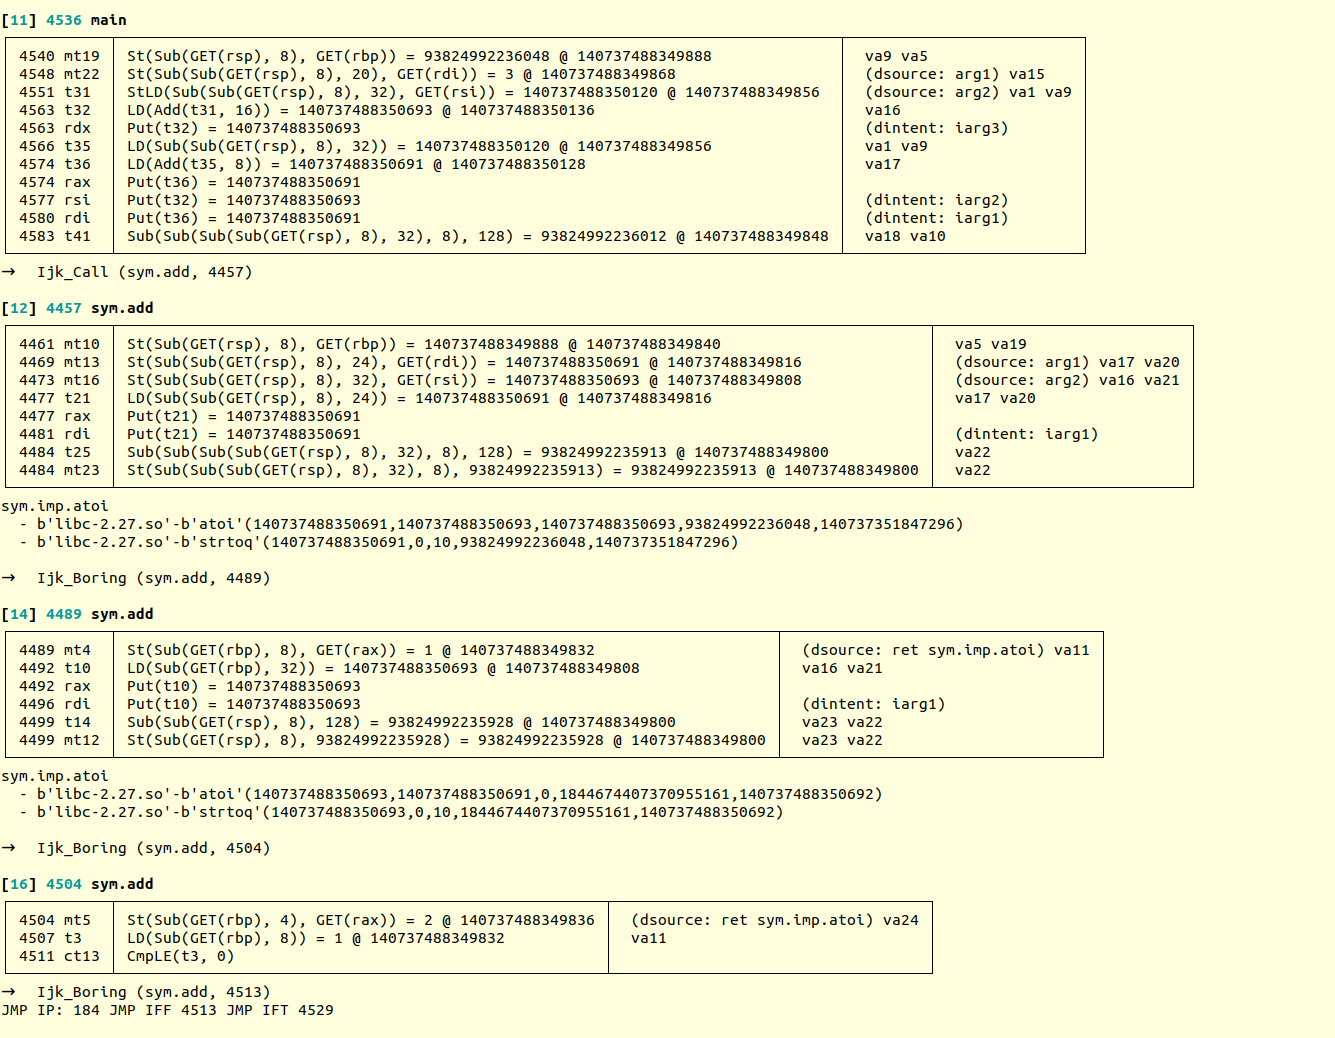 [11] 4536 main
4540 mt19 St(Sub(GET(rsp), 8), GET(rbp)) = 93824992236048 @ 140737488349888 va9 va5
4548 mt22 St(Sub(Sub(GET(rsp), 8), 20), GET(rdi)) = 3 @ 140737488349868 (dsource: arg1) va15
4551 t31 StLD(Sub(Sub(GET(rsp), 8), 32), GET(rsi)) = 140737488350120 @ 140737488349856 (dsource: arg2) va1 va9
4563 t32 LD(Add(t31, 16)) = 140737488350693 @ 140737488350136 va16
4563 rdx Put(t32) = 140737488350693 (dintent: iarg3)
4566 t35 LD(Sub(Sub(GET(rsp), 8), 32)) = 140737488350120 @ 140737488349856 va1 va9
4574 t36 LD(Add(t35, 8)) = 140737488350691 @ 140737488350128 va17
4574 rax Put(t36) = 140737488350691
4577 rsi Put(t32) = 140737488350693 (dintent: iarg2)
4580 rdi Put(t36) = 140737488350691 (dintent: iarg1)
4583 t41 Sub(Sub(Sub(Sub(GET(rsp), 8), 32), 8), 128) = 93824992236012 @ 140737488349848 va18 va10
→ Ijk_Call (sym.add, 4457)
[12] 4457 sym.add
4461 mt10 St(Sub(GET(rsp), 8), GET(rbp)) = 140737488349888 @ 140737488349840 va5 va19
4469 mt13 St(Sub(Sub(GET(rsp), 8), 24), GET(rdi)) = 140737488350691 @ 140737488349816 (dsource: arg1) va17 va20
4473 mt16 St(Sub(Sub(GET(rsp), 8), 32), GET(rsi)) = 140737488350693 @ 140737488349808 (dsource: arg2) va16 va21
4477 t21 LD(Sub(Sub(GET(rsp), 8), 24)) = 140737488350691 @ 140737488349816 va17 va20
4477 rax Put(t21) = 140737488350691
4481 rdi Put(t21) = 140737488350691 (dintent: iarg1)
4484 t25 Sub(Sub(Sub(Sub(GET(rsp), 8), 32), 8), 128) = 93824992235913 @ 140737488349800 va22
4484 mt23 St(Sub(Sub(Sub(GET(rsp), 8), 32), 8), 93824992235913) = 93824992235913 @ 140737488349800 va22
sym.imp.atoi
- b'libc-2.27.so'-b'atoi'(140737488350691,140737488350693,140737488350693,93824992236048,140737351847296)
- b'libc-2.27.so'-b'strtoq'(140737488350691,0,10,93824992236048,140737351847296)
→ Ijk_Boring (sym.add, 4489)
[14] 4489 sym.add
4489 mt4 St(Sub(GET(rbp), 8), GET(rax)) = 1 @ 140737488349832 (dsource: ret sym.imp.atoi) va11
4492 t10 LD(Sub(GET(rbp), 32)) = 140737488350693 @ 140737488349808 va16 va21
4492 rax Put(t10) = 140737488350693
4496 rdi Put(t10) = 140737488350693 (dintent: iarg1)
4499 t14 Sub(Sub(GET(rsp), 8), 128) = 93824992235928 @ 140737488349800 va23 va22
4499 mt12 St(Sub(GET(rsp), 8), 93824992235928) = 93824992235928 @ 140737488349800 va23 va22
sym.imp.atoi
- b'libc-2.27.so'-b'atoi'(140737488350693,140737488350691,0,1844674407370955161,140737488350692)
- b'libc-2.27.so'-b'strtoq'(140737488350693,0,10,1844674407370955161,140737488350692)
→ Ijk_Boring (sym.add, 4504)
[16] 4504 sym.add
4504 mt5 St(Sub(GET(rbp), 4), GET(rax)) = 2 @ 140737488349836 (dsource: ret sym.imp.atoi) va24
4507 t3 LD(Sub(GET(rbp), 8)) = 1 @ 140737488349832 va11
4511 ct13 CmpLE(t3, 0)
→ Ijk_Boring (sym.add, 4513)
JMP IP: 184 JMP IFF 4513 JMP IFT 4529